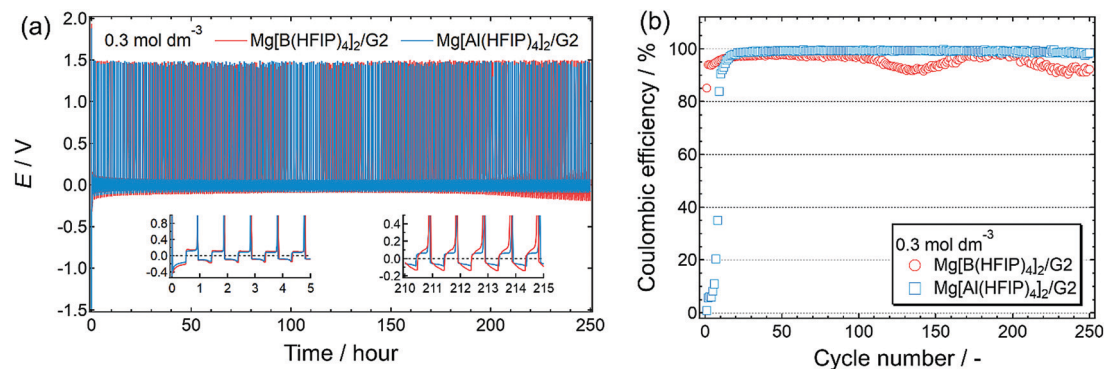 (a)
0.3 mol dm⁻³
Mg[B(HFIP)₄]₂/G2
Mg[Al(HFIP)₄]₂/G2
2.0
1.5
1.0
0.5
0.0
-0.5
-1.0
-1.5
E / V
0.8
0.4
0.0
-0.4
0 1 2 3 4 5
0.4
0.2
0.0
-0.2
210 211 212 213 214 215
0 50 100 150 200 250
Time / hour
(b)
100
80
60
40
20
0
Coulombic efficiency / %
0.3 mol dm⁻³
Mg[B(HFIP)₄]₂/G2
Mg[Al(HFIP)₄]₂/G2
0 50 100 150 200 250
Cycle number / -